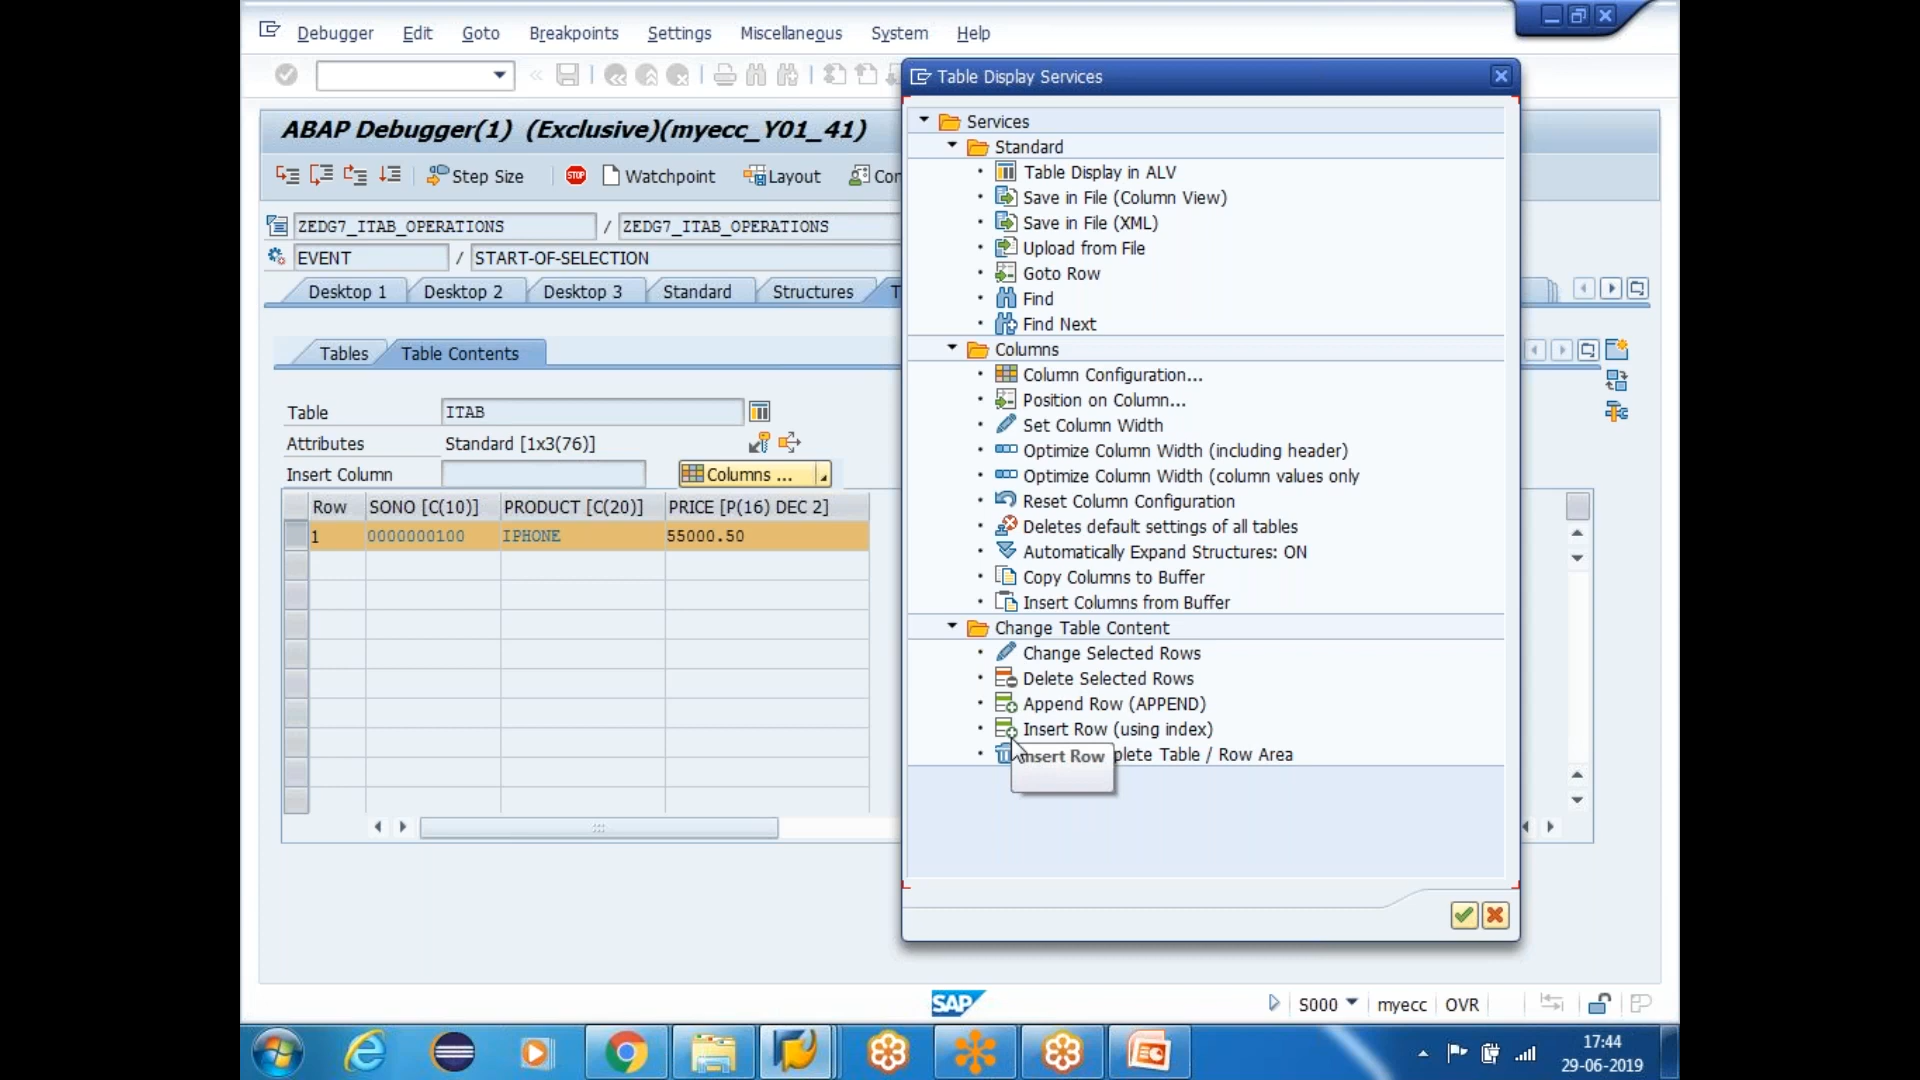 Debugger Edit Goto Breakpoints Settings Miscellaneous System Help
ABAP Debugger(1) (Exclusive)(myecc_Y01_41)
Step Size STOP Watchpoint Layout
ZEDG7_ITAB_OPERATIONS / ZEDG7_ITAB_OPERATIONS
EVENT / START-OF-SELECTION
Desktop 1 Desktop 2 Desktop 3 Standard Structures
Tables Table Contents
Table ITAB
Attributes Standard [1x3(76)]
Insert Column Columns ...
Row SONO [C(10)] PRODUCT [C(20)] PRICE [P(16) DEC 2]
1 0000000100 IPHONE 55000.50
Table Display Services
Services
Standard
Table Display in ALV
Save in File (Column View)
Save in File (XML)
Upload from File
Goto Row
Find
Find Next
Columns
Column Configuration...
Position on Column...
Set Column Width
Optimize Column Width (including header)
Optimize Column Width (column values only
Reset Column Configuration
Deletes default settings of all tables
Automatically Expand Structures: ON
Copy Columns to Buffer
Insert Columns from Buffer
Change Table Content
Change Selected Rows
Delete Selected Rows
Append Row (APPEND)
Insert Row (using index)
Table / Row Area
Insert Row
SAP S000 myecc OVR
17:44
29-06-2019